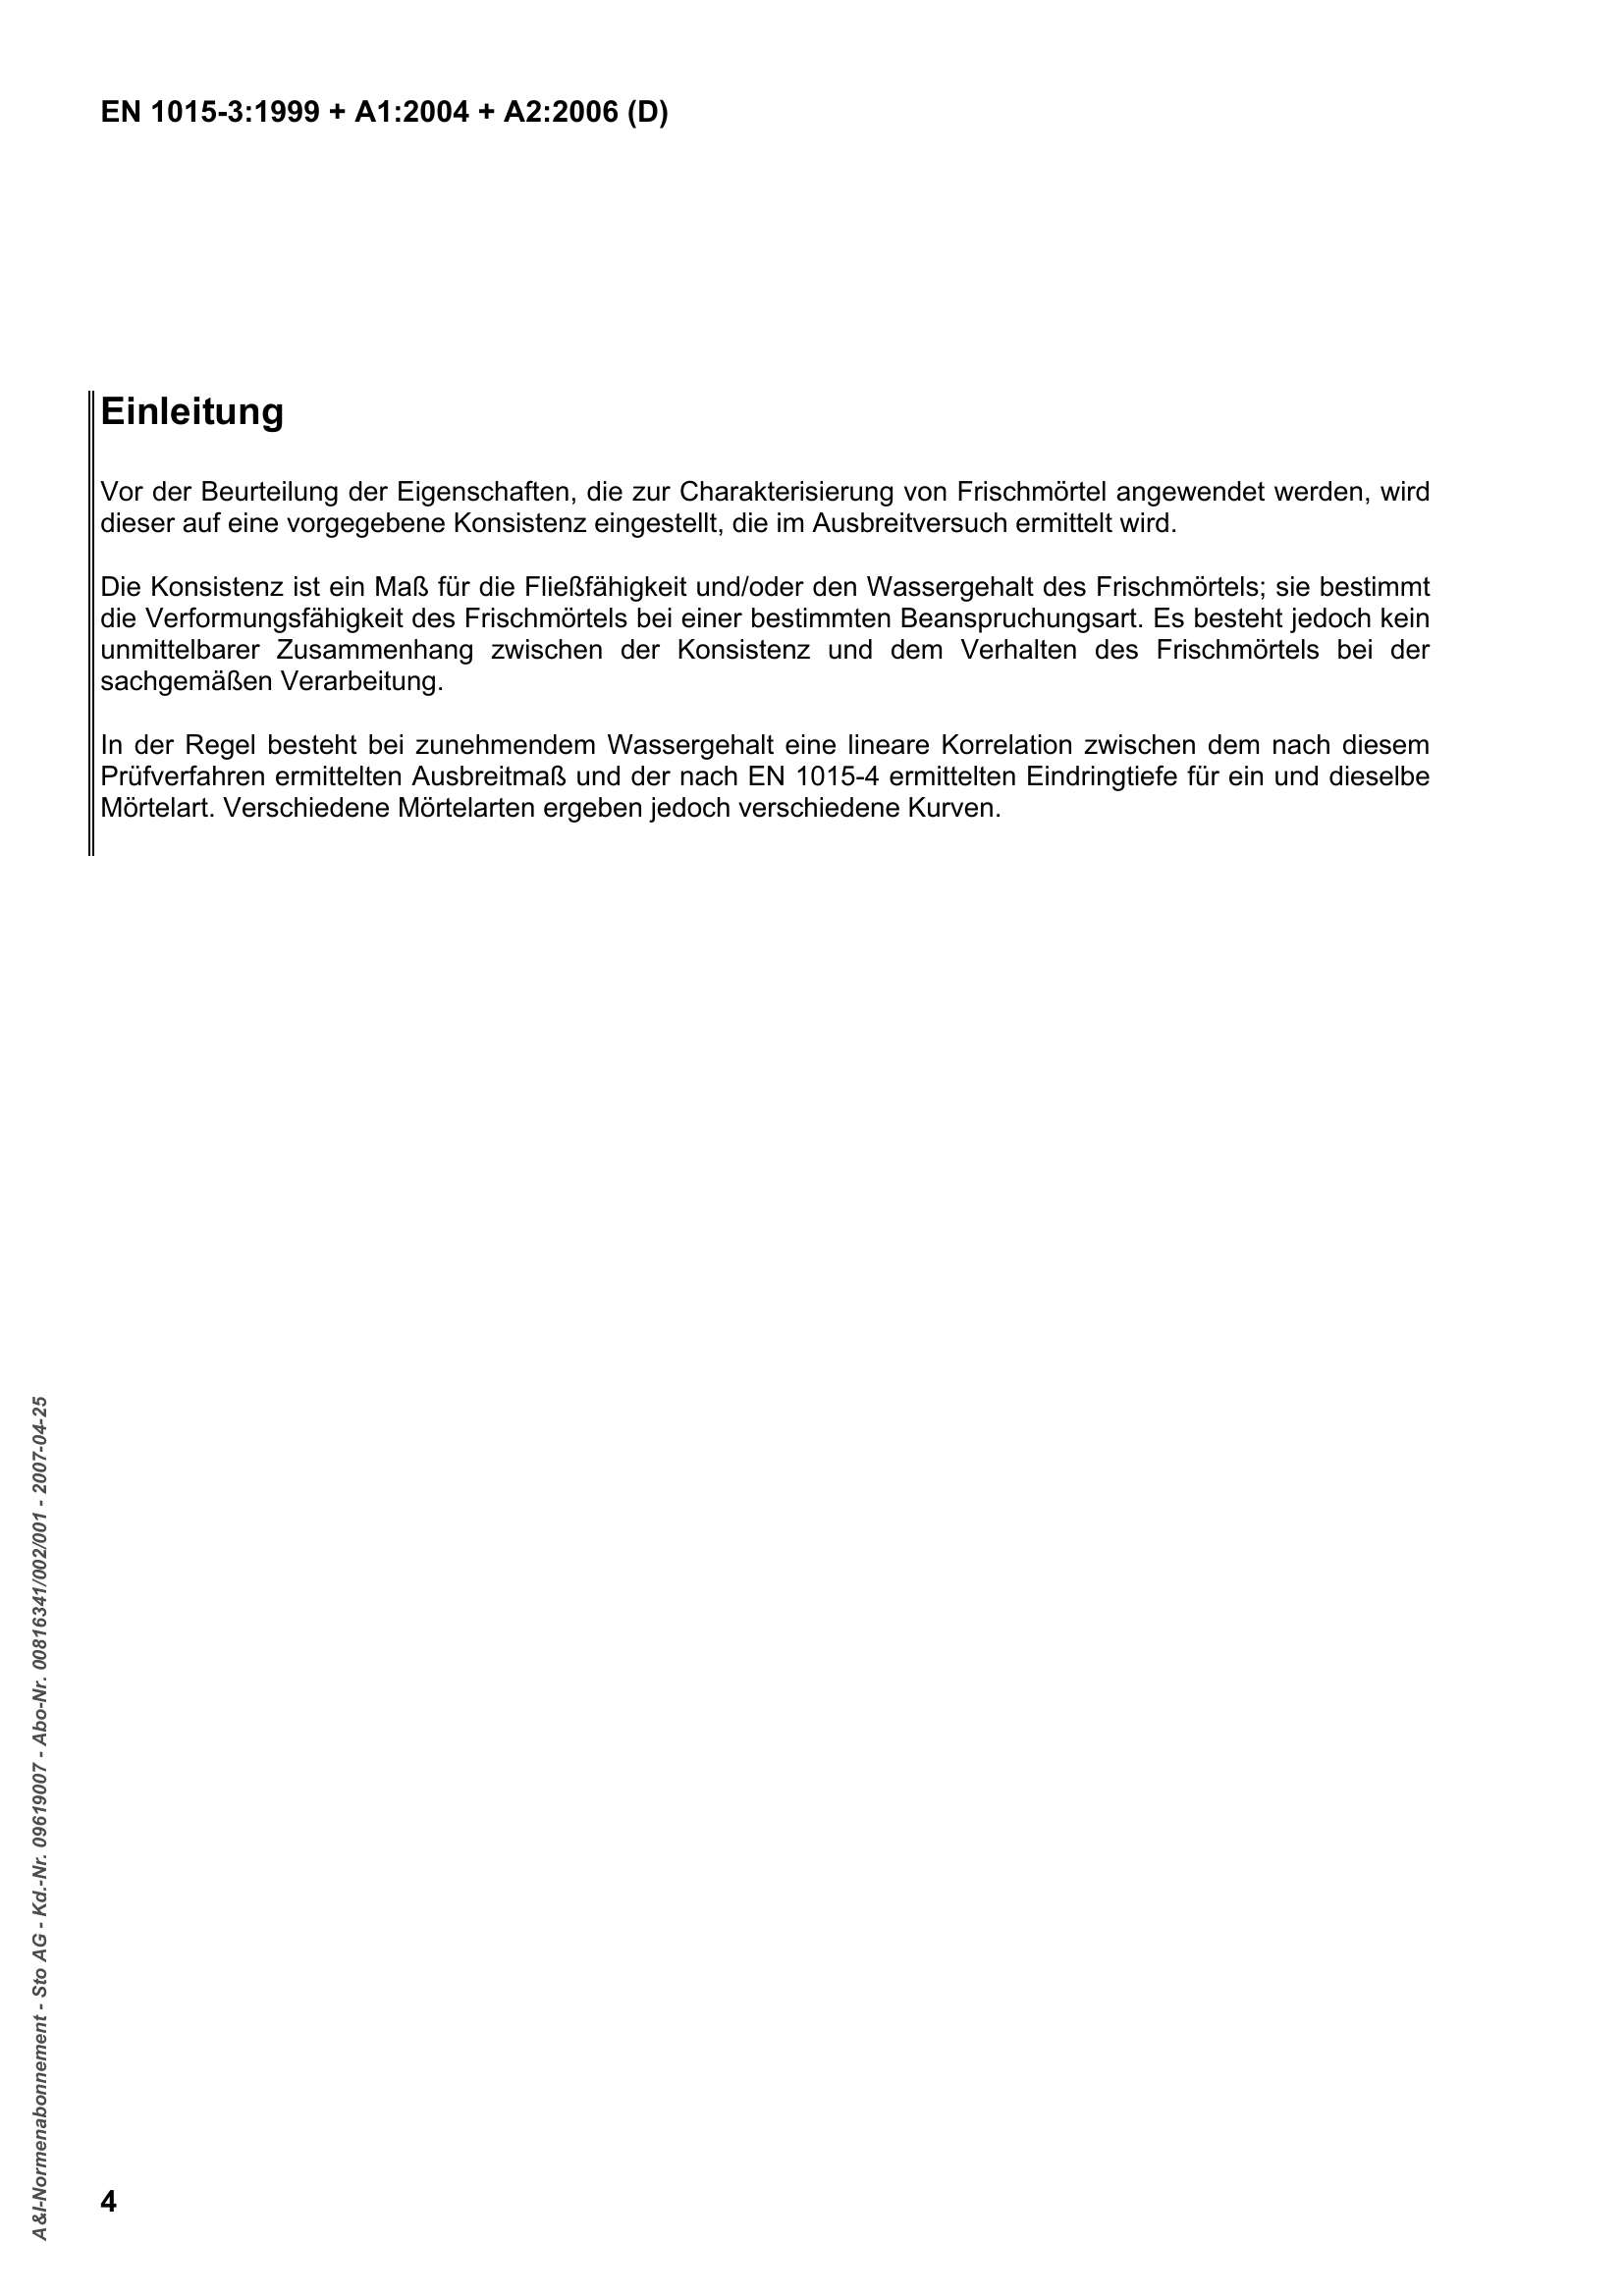 EN 1015-3:1999 + A1:2004 + A2:2006 (D)
Einleitung
Vor der Beurteilung der Eigenschaften, die zur Charakterisierung von Frischmörtel angewendet werden, wird
dieser auf eine vorgegebene Konsistenz eingestellt, die im Ausbreitversuch ermittelt wird.
Die Konsistenz ist ein Maß für die Fließfähigkeit und/oder den Wassergehalt des Frischmörtels; sie bestimmt
die Verformungsfähigkeit des Frischmörtels bei einer bestimmten Beanspruchungsart. Es besteht jedoch kein
unmittelbarer Zusammenhang zwischen der Konsistenz und dem Verhalten des Frischmörtels bei der
sachgemäßen Verarbeitung.
In der Regel besteht bei zunehmendem Wassergehalt eine lineare Korrelation zwischen dem nach diesem
Prüfverfahren ermittelten Ausbreitmaß und der nach EN 1015-4 ermittelten Eindringtiefe für ein und dieselbe
Mörtelart. Verschiedene Mörtelarten ergeben jedoch verschiedene Kurven.
A&I-Normenabonnement - Sto AG - Kd.-Nr. 09619007 - Abo-Nr. 00816341/002/001 - 2007-04-25
4